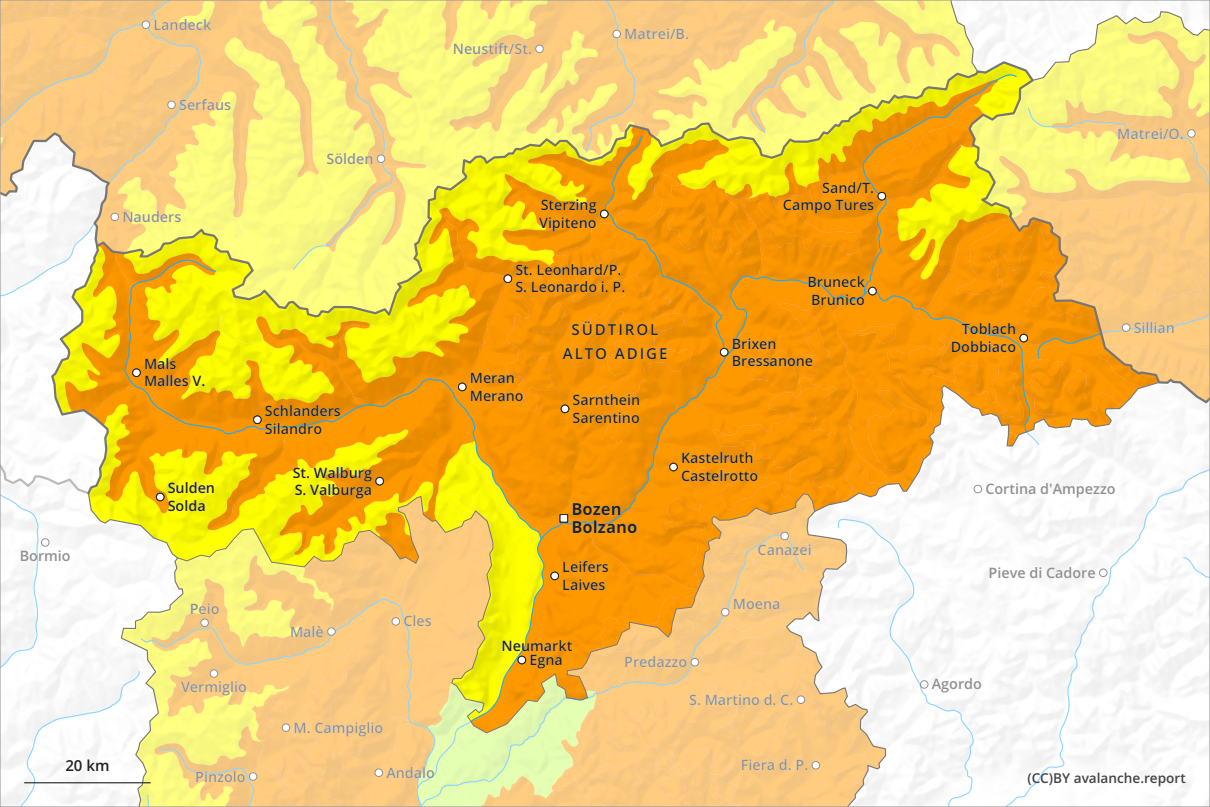 Landeck
Matrei/B.
Neustift/St.
Serfaus
Matrei/O.
Sölden
Nauders
Sand/T.
Campo Tures
Sterzing
Vipiteno
St. Leonhard/P.
S. Leonardo i. P.
Bruneck
Brunico
SÜDTIROL
ALTO ADIGE
Toblach
Dobbiaco
Sillian
Brixen
Bressanone
Mals
Malles V.
Meran
Merano
Schlanders
Silandro
Sarnthein
Sarentino
Kastelruth
Castelrotto
St. Walburg
S. Valburga
Sulden
Solda
Cortina d'Ampezzo
Bozen
Bolzano
Bormio
Canazei
Leifers
Laives
Pieve di Cadore
Peio
Moena
Cles
Malè
Neumarkt
Egna
Predazzo
Vermiglio
Agordo
S. Martino d. C.
M. Campiglio
20 km
Fiera d. P.
Pinzolo
Andalo
(CC)BY avalanche.report